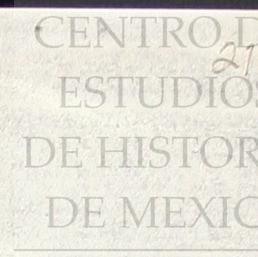 CENTRO D
27
ESTUDIOS
DE HISTOR
DE MEXIC